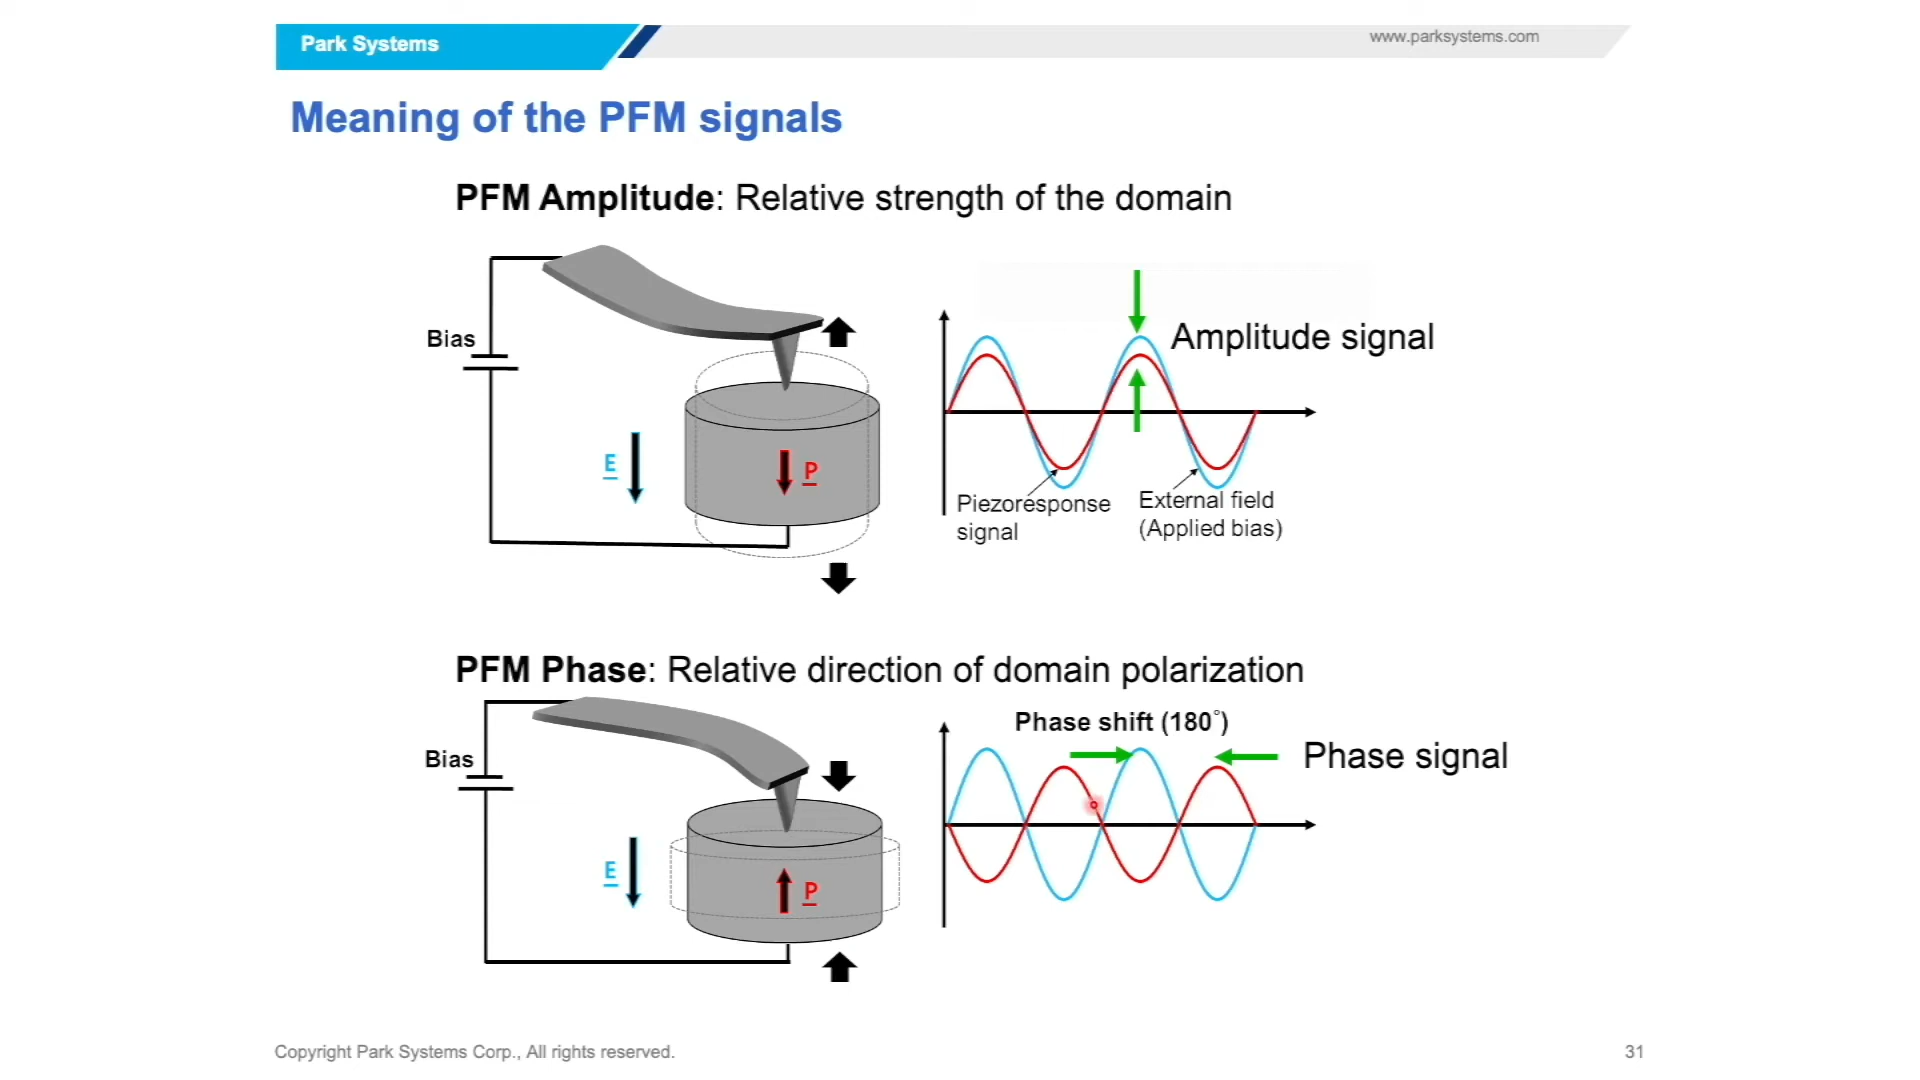 Park Systems
www.parksystems.com
Meaning of the PFM signals
PFM Amplitude: Relative strength of the domain
Bias
E
P
Amplitude signal
Piezoresponse
signal
External field
(Applied bias)
PFM Phase: Relative direction of domain polarization
Bias
E
P
Phase shift (180°)
Phase signal
Copyright Park Systems Corp., All rights reserved.
31